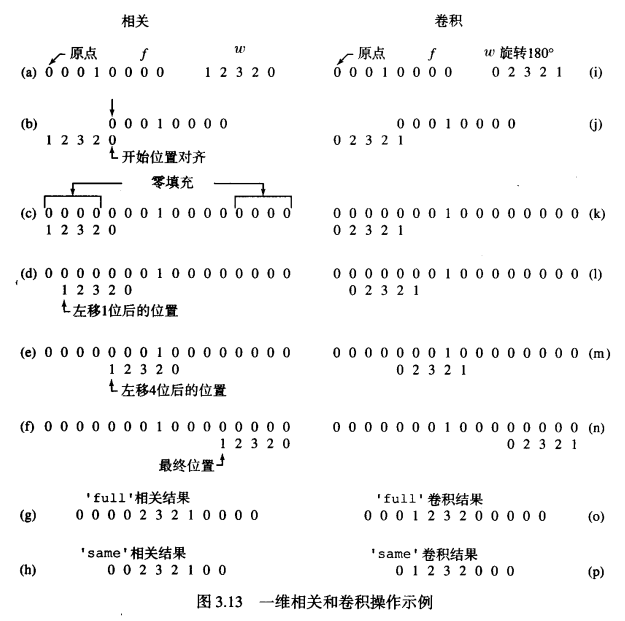 相关 卷积
原点 f w 原点 f w 旋转180°
(a) 0 0 0 1 0 0 0 0 1 2 3 2 0 0 0 0 1 0 0 0 0 0 2 3 2 1 (i)
(b) 0 0 0 1 0 0 0 0 0 0 0 1 0 0 0 0 (j)
1 2 3 2 0 0 2 3 2 1
开始位置对齐
零填充
(c) 0 0 0 0 0 0 0 1 0 0 0 0 0 0 0 0 0 0 0 0 0 0 0 1 0 0 0 0 0 0 0 0 (k)
1 2 3 2 0 0 2 3 2 1
(d) 0 0 0 0 0 0 0 1 0 0 0 0 0 0 0 0 0 0 0 0 0 0 0 1 0 0 0 0 0 0 0 0 (l)
1 2 3 2 0 0 2 3 2 1
左移1位后的位置
(e) 0 0 0 0 0 0 0 1 0 0 0 0 0 0 0 0 0 0 0 0 0 0 0 1 0 0 0 0 0 0 0 0 (m)
1 2 3 2 0 0 2 3 2 1
左移4位后的位置
(f) 0 0 0 0 0 0 0 1 0 0 0 0 0 0 0 0 0 0 0 0 0 0 0 1 0 0 0 0 0 0 0 0 (n)
1 2 3 2 0 0 2 3 2 1
最终位置
'full'相关结果 'full'卷积结果
(g) 0 0 0 0 2 3 2 1 0 0 0 0 0 0 0 1 2 3 2 0 0 0 0 0 (o)
'same'相关结果 'same'卷积结果
(h) 0 0 2 3 2 1 0 0 0 1 2 3 2 0 0 0 (p)
图 3.13 一维相关和卷积操作示例